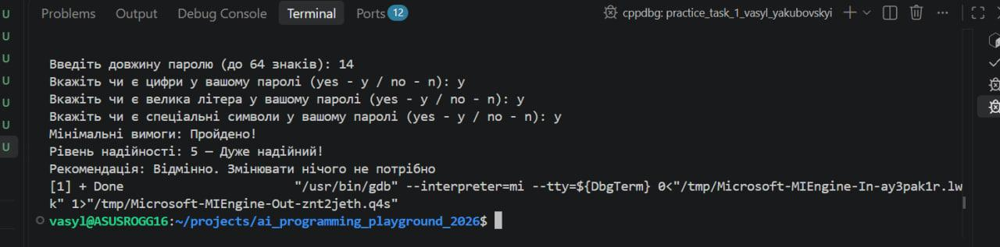 Problems Output Debug Console Terminal Ports 12 cppdbg: practice_task_1_vasyl_yakubovskyi
U
U
U
U
U
U
U
Введіть довжину паролю (до 64 знаків): 14
Вкажіть чи є цифри у вашому паролі (yes - y / no - n): y
Вкажіть чи є велика літера у вашому паролі (yes - y / no - n): y
Вкажіть чи є спеціальні символи у вашому паролі (yes - y / no - n): y
Мінімальні вимоги: Пройдено!
Рівень надійності: 5 — Дуже надійний!
Рекомендація: Відмінно. Змінювати нічого не потрібно
[1] + Done "/usr/bin/gdb" --interpreter=mi --tty=${DbgTerm} 0<"/tmp/Microsoft-MIEngine-In-ay3pak1r.lw
k" 1>"/tmp/Microsoft-MIEngine-Out-znt2jeth.q4s"
vasyl@ASUSROGG16:~/projects/ai_programming_playground_2026$